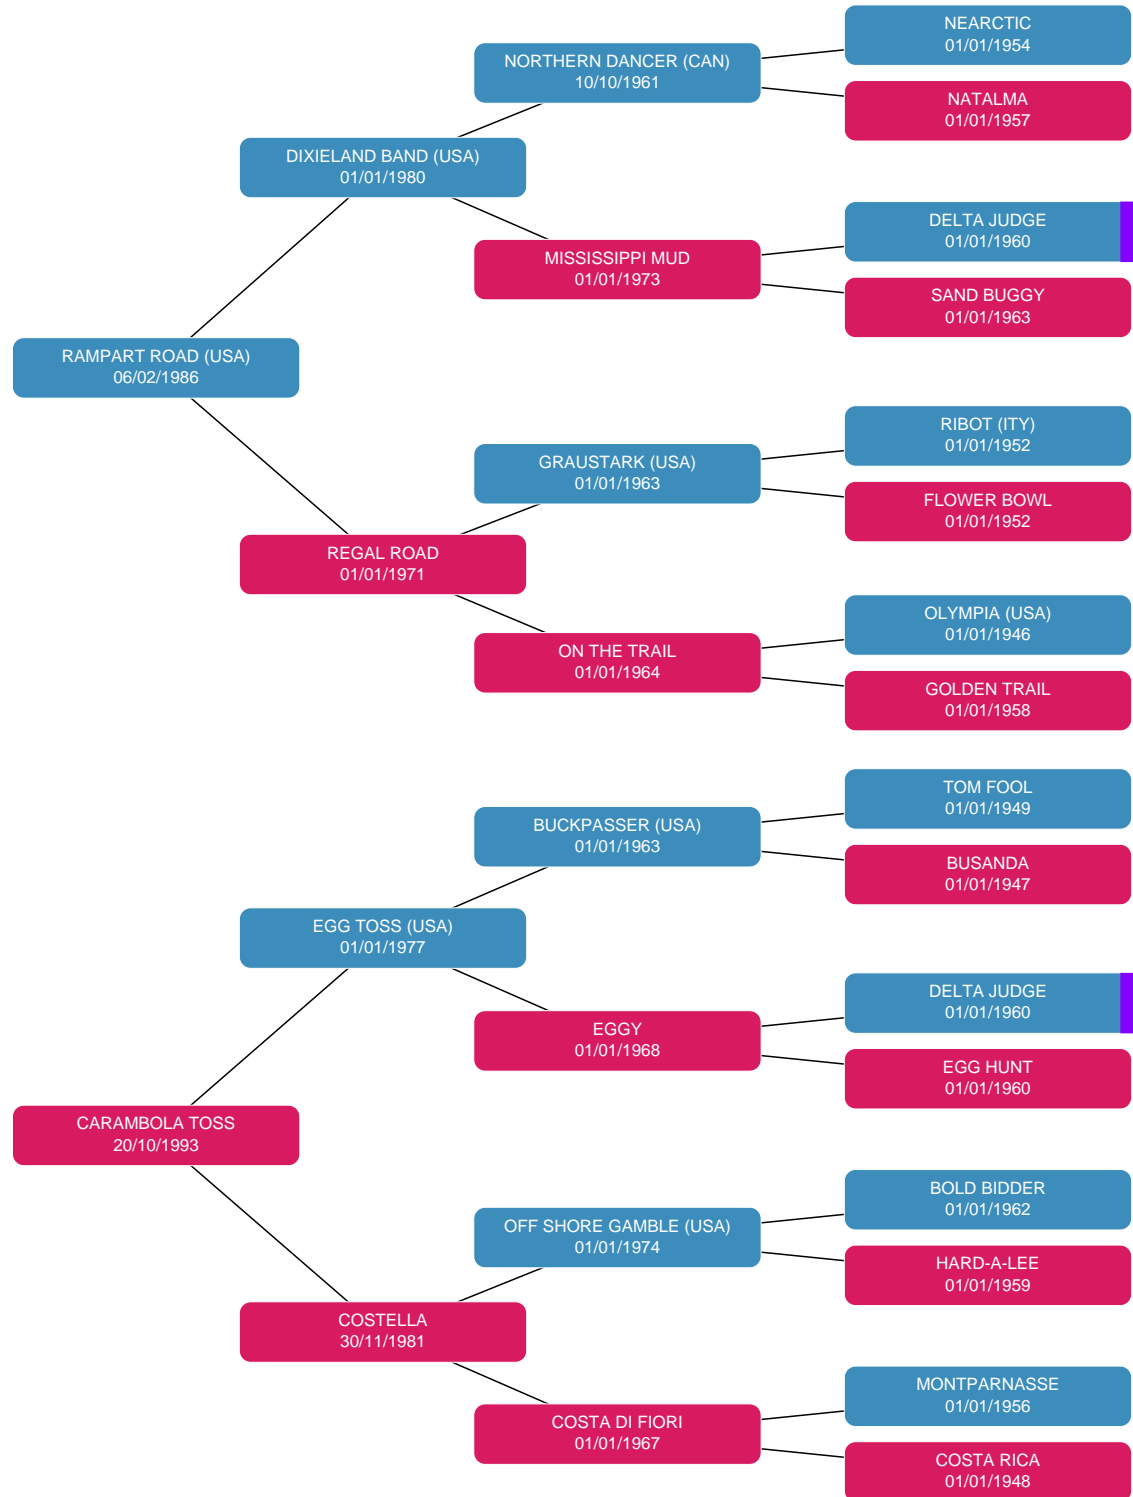 NEARCTIC
01/01/1954
NORTHERN DANCER (CAN)
10/10/1961
NATALMA
01/01/1957
DIXIELAND BAND (USA)
01/01/1980
DELTA JUDGE
01/01/1960
MISSISSIPPI MUD
01/01/1973
SAND BUGGY
01/01/1963
RAMPART ROAD (USA)
06/02/1986
RIBOT (ITY)
01/01/1952
GRAUSTARK (USA)
01/01/1963
FLOWER BOWL
01/01/1952
REGAL ROAD
01/01/1971
OLYMPIA (USA)
01/01/1946
ON THE TRAIL
01/01/1964
GOLDEN TRAIL
01/01/1958
TOM FOOL
01/01/1949
BUCKPASSER (USA)
01/01/1963
BUSANDA
01/01/1947
EGG TOSS (USA)
01/01/1977
DELTA JUDGE
01/01/1960
EGGY
01/01/1968
EGG HUNT
01/01/1960
CARAMBOLA TOSS
20/10/1993
BOLD BIDDER
01/01/1962
OFF SHORE GAMBLE (USA)
01/01/1974
HARD-A-LEE
01/01/1959
COSTELLA
30/11/1981
MONTPARNASSE
01/01/1956
COSTA DI FIORI
01/01/1967
COSTA RICA
01/01/1948